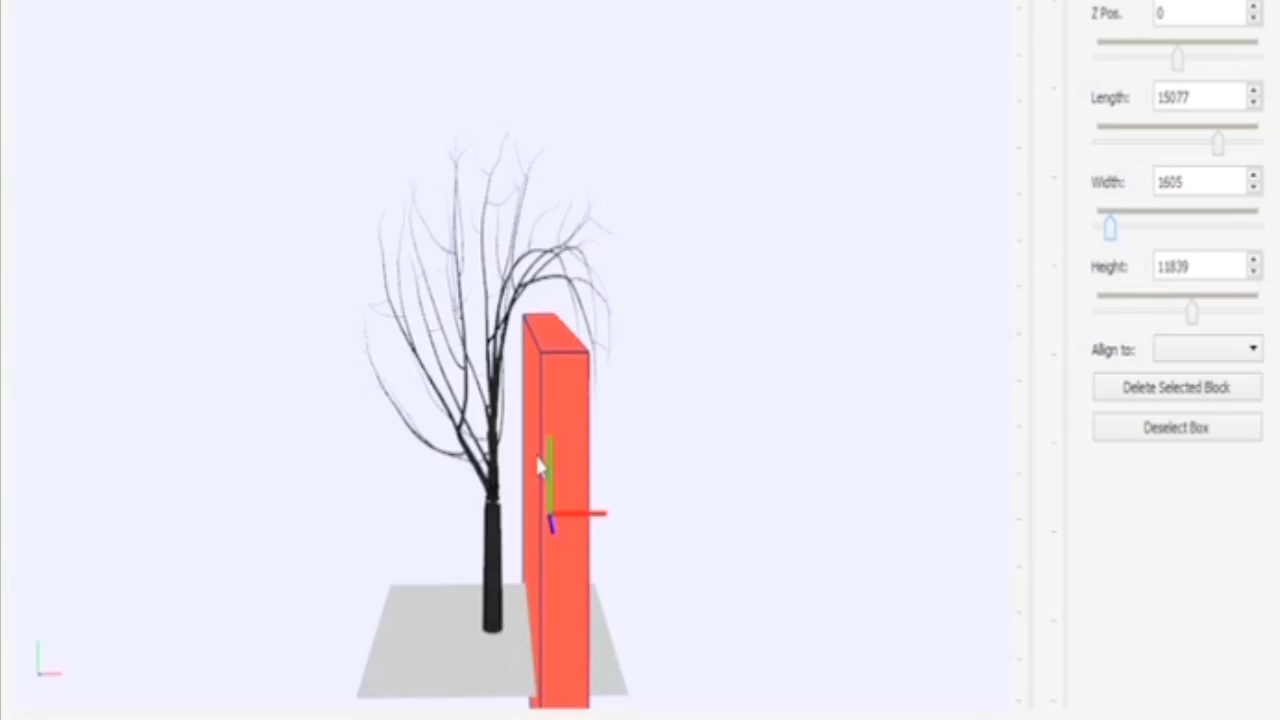 Z Pos. 0
Length: 15077
Width: 1605
Height: 11839
Align to:
Delete Selected Block
Deselect Box